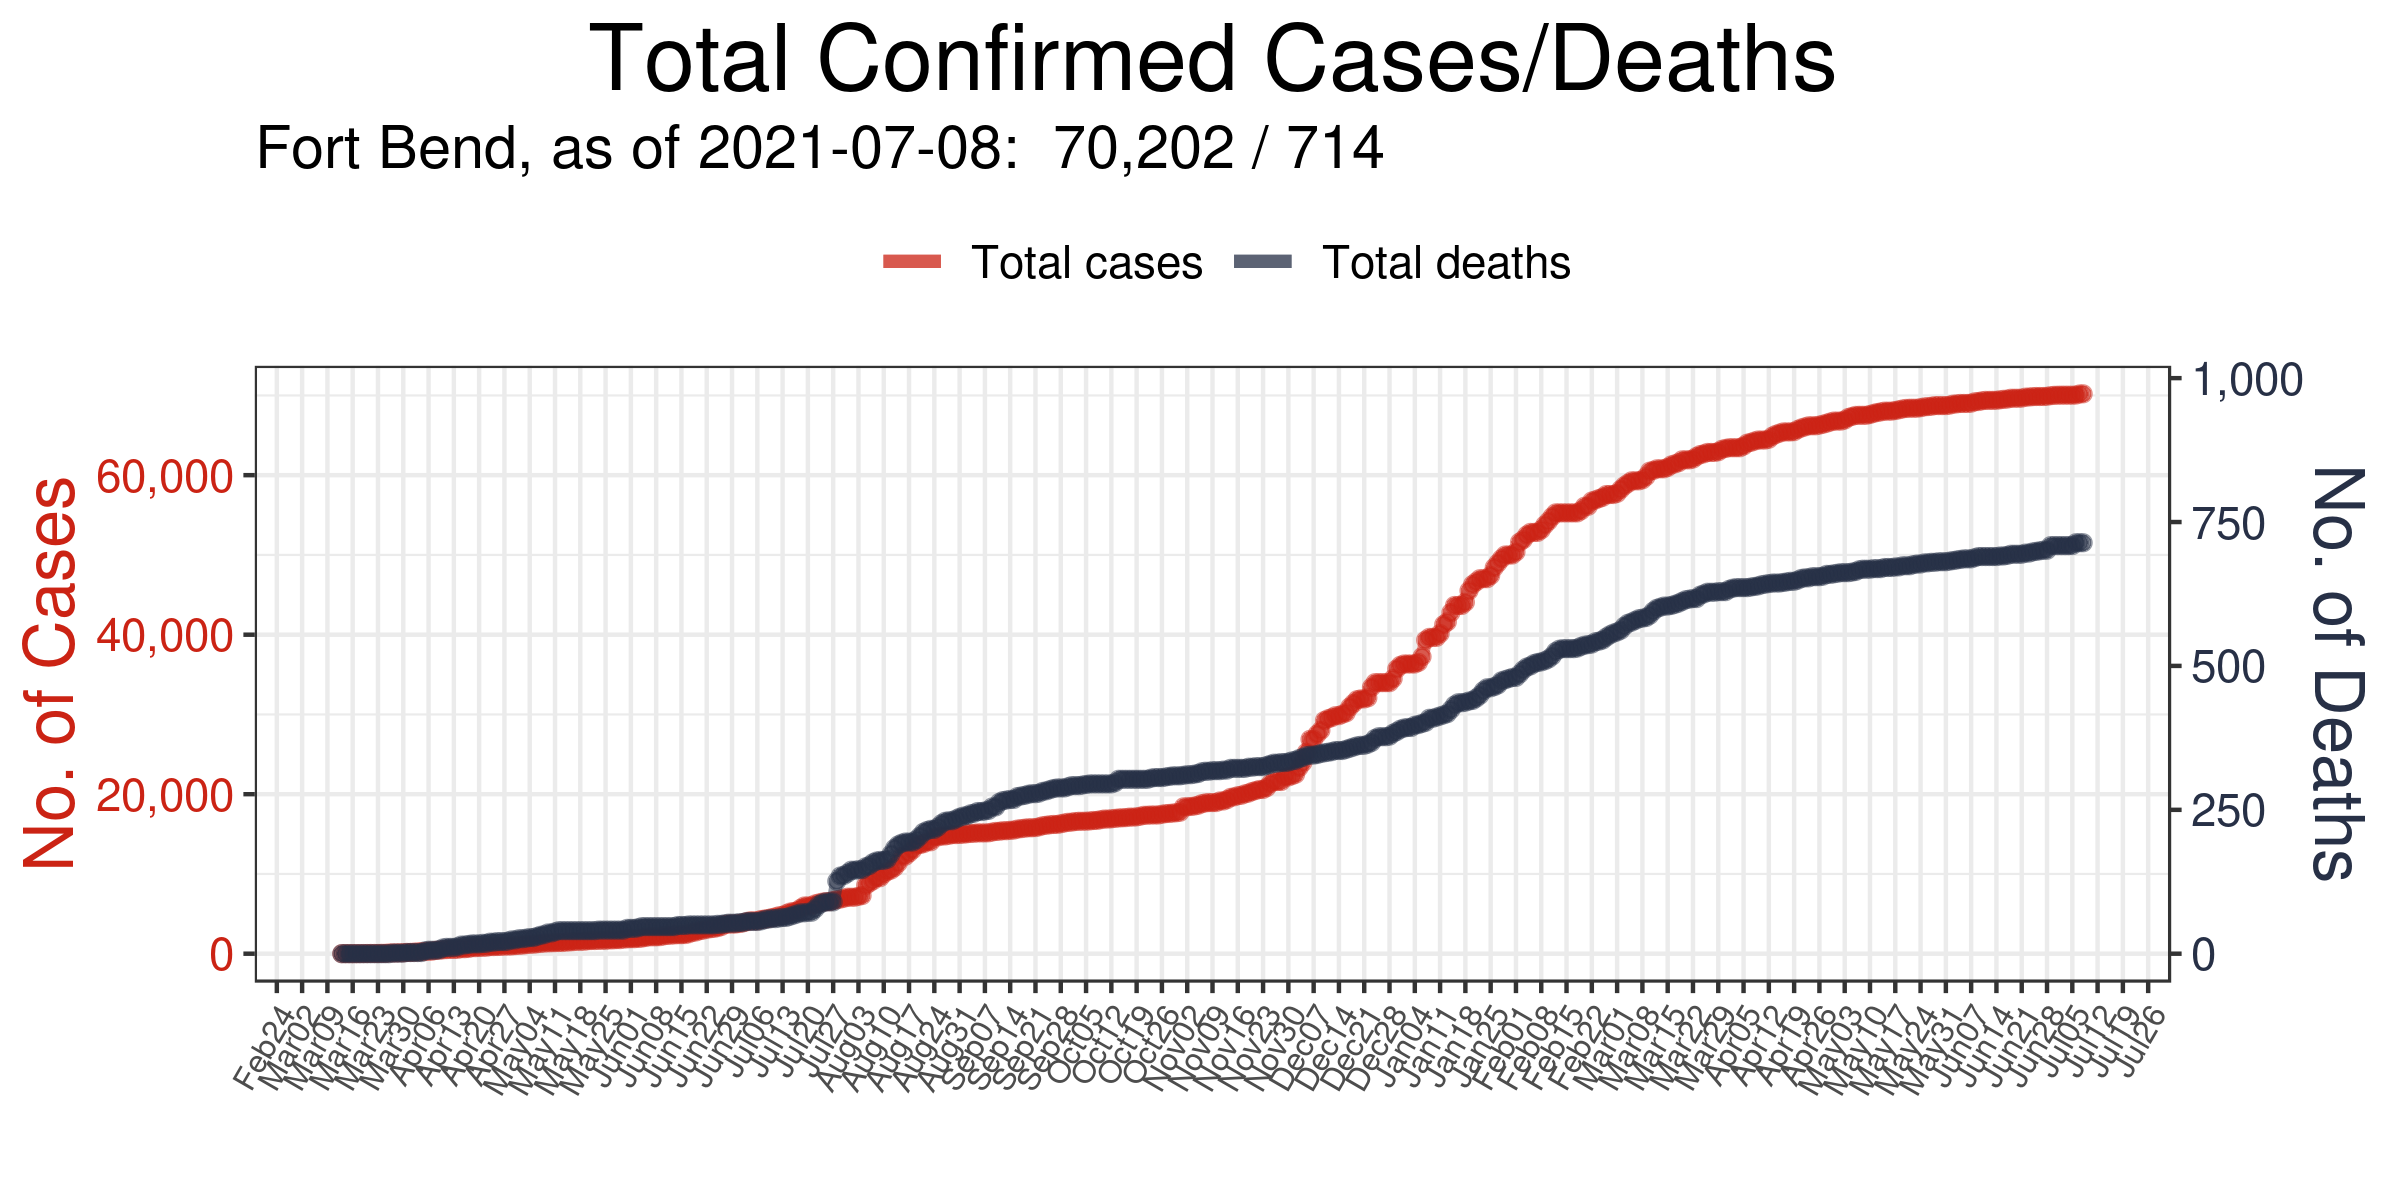 Total Confirmed Cases/Deaths
Fort Bend, as of 2021-07-08: 70,202 / 714
Total cases
Total deaths
No. of Cases
60,000
40,000
20,000
0
1,000
750
500
250
0
No. of Deaths
Feb24
Mar02
Mar09
Mar16
Mar23
Mar30
Apr06
Apr13
Apr20
Apr27
May04
May11
May18
May25
Jun01
Jun08
Jun15
Jun22
Jun29
Jul06
Jul13
Jul20
Jul27
Aug03
Aug10
Aug17
Aug24
Aug31
Sep07
Sep14
Sep21
Sep28
Oct05
Oct12
Oct19
Oct26
Nov02
Nov09
Nov16
Nov23
Nov30
Dec07
Dec14
Dec21
Dec28
Jan04
Jan11
Jan18
Jan25
Feb01
Feb08
Feb15
Feb22
Mar01
Mar08
Mar15
Mar22
Mar29
Apr05
Apr12
Apr19
Apr26
May03
May10
May17
May24
May31
Jun07
Jun14
Jun21
Jun28
Jul05
Jul12
Jul19
Jul26